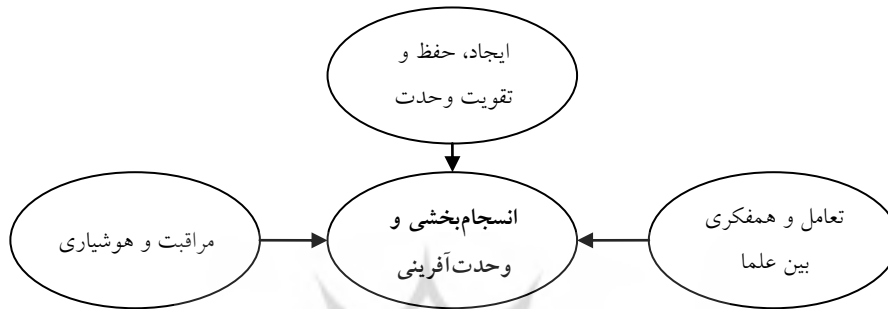 ایجاد، حفظ و
تقویت وحدت
تعامل و همفکری
بین علما
انسجام‌بخشی و
وحدت‌آفرینی
مراقبت و هوشیاری